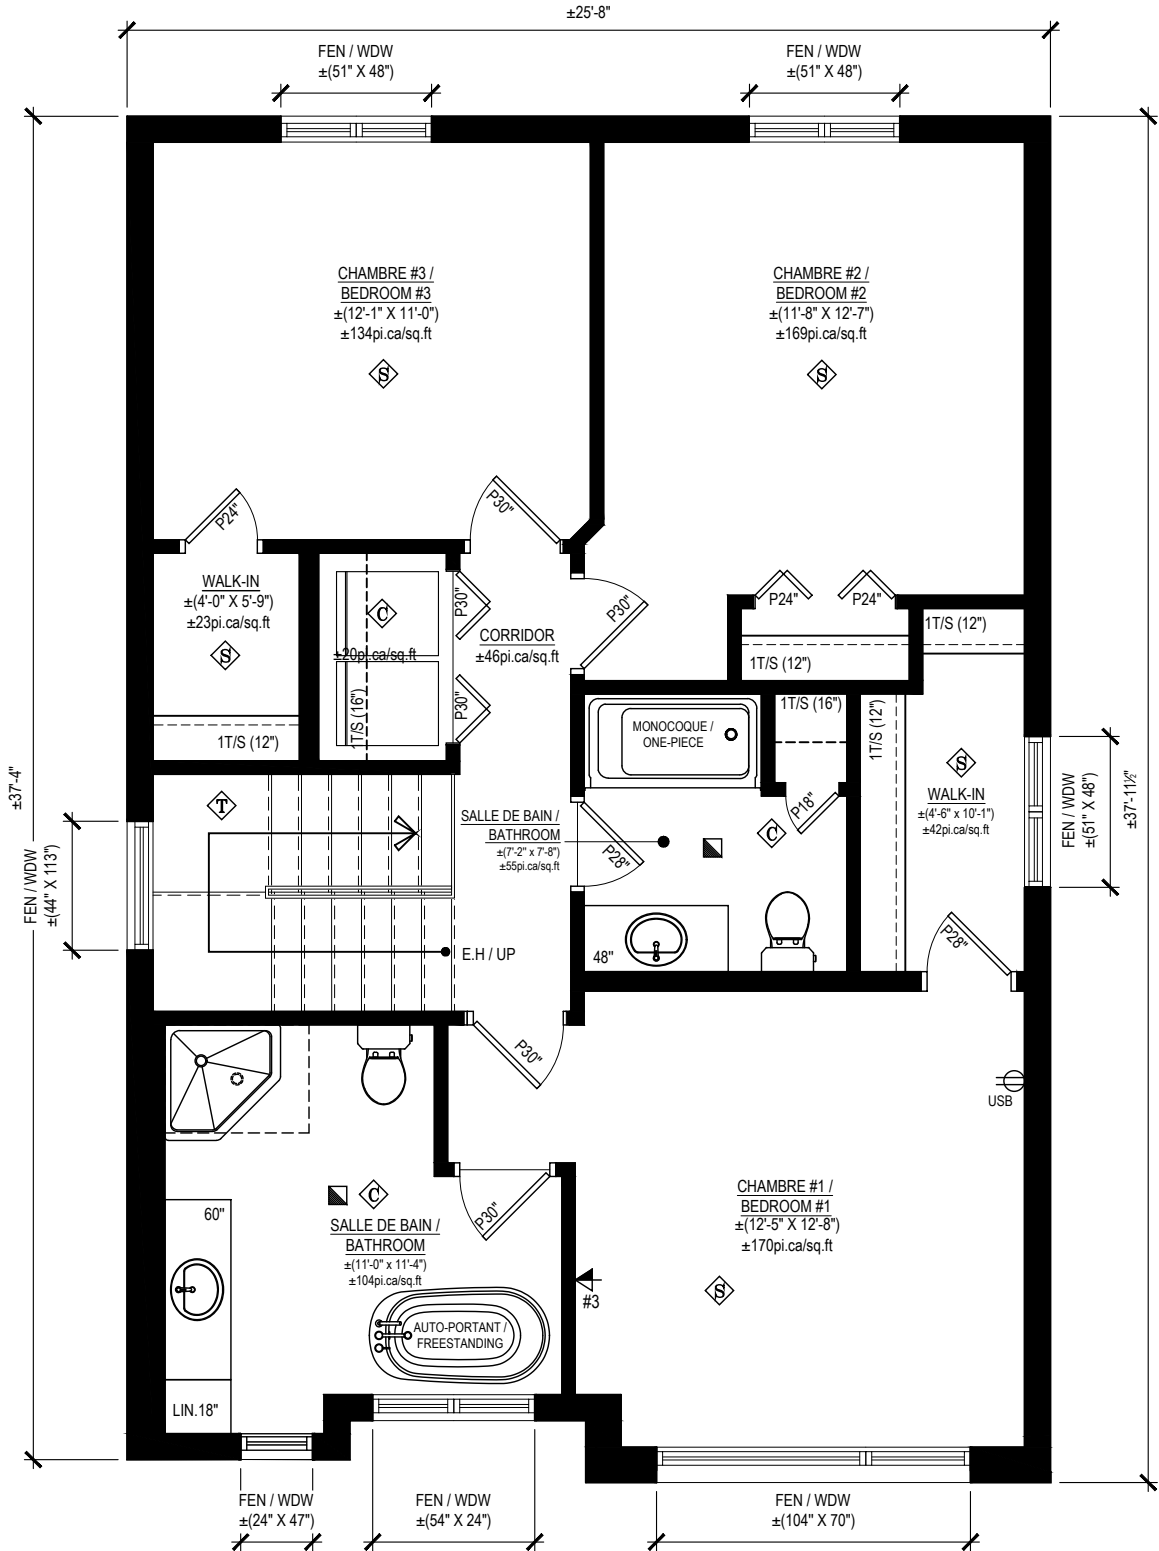 ±25'-8"
FEN / WDW
±(51" X 48")
FEN / WDW
±(51" X 48")
CHAMBRE #3 /
BEDROOM #3
±(12'-1" X 11'-0")
±134pi.ca/sq.ft
S
CHAMBRE #2 /
BEDROOM #2
±(11'-8" X 12'-7")
±169pi.ca/sq.ft
S
P24"
P30"
WALK-IN
±(4'-0" X 5'-9")
±23pi.ca/sq.ft
S
1T/S (12")
C
±20pi.ca/sq.ft
1T/S (16")
P30"
P30"
CORRIDOR
±46pi.ca/sq.ft
P30"
P24"
P24"
1T/S (12")
1T/S (12")
MONOCOQUE /
ONE-PIECE
1T/S (16")
1T/S (12")
P18"
S
WALK-IN
±(4'-6" x 10'-1")
±42pi.ca/sq.ft
FEN / WDW
±(51" X 48")
±37'-11½"
±37'-4"
FEN / WDW
±(44" X 113")
T
SALLE DE BAIN /
BATHROOM
±(7'-2" x 7'-8")
±55pi.ca/sq.ft
P28"
C
48"
P28"
E.H / UP
P30"
USB
60"
C
SALLE DE BAIN /
BATHROOM
±(11'-0" x 11'-4")
±104pi.ca/sq.ft
P30"
CHAMBRE #1 /
BEDROOM #1
±(12'-5" X 12'-8")
±170pi.ca/sq.ft
S
#3
AUTO-PORTANT /
FREESTANDING
LIN.18"
FEN / WDW
±(24" X 47")
FEN / WDW
±(54" X 24")
FEN / WDW
±(104" X 70")